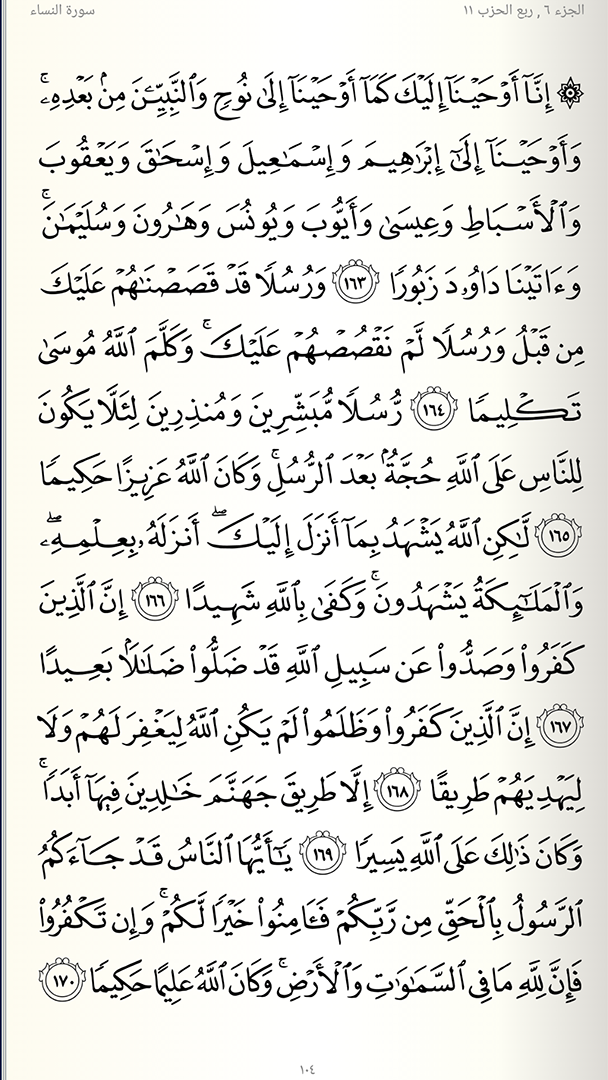 الجزء ٦ , ربع الحزب ١١
سورة النساء
۞ إِنَّآ أَوۡحَيۡنَآ إِلَيۡكَ كَمَآ أَوۡحَيۡنَآ إِلَىٰ نُوحٖ وَٱلنَّبِيِّـۧنَ مِنۢ بَعۡدِهِۦۚ
وَأَوۡحَيۡنَآ إِلَىٰٓ إِبۡرَٰهِيمَ وَإِسۡمَٰعِيلَ وَإِسۡحَٰقَ وَيَعۡقُوبَ
وَٱلۡأَسۡبَاطِ وَعِيسَىٰ وَأَيُّوبَ وَيُونُسَ وَهَٰرُونَ وَسُلَيۡمَٰنَۚ
وَءَاتَيۡنَا دَاوُۥدَ زَبُورٗا ١٦٣ وَرُسُلٗا قَدۡ قَصَصۡنَٰهُمۡ عَلَيۡكَ
مِن قَبۡلُ وَرُسُلٗا لَّمۡ نَقۡصُصۡهُمۡ عَلَيۡكَۚ وَكَلَّمَ ٱللَّهُ مُوسَىٰ
تَكۡلِيمٗا ١٦٤ رُّسُلٗا مُّبَشِّرِينَ وَمُنذِرِينَ لِئَلَّا يَكُونَ
لِلنَّاسِ عَلَى ٱللَّهِ حُجَّةُۢ بَعۡدَ ٱلرُّسُلِۚ وَكَانَ ٱللَّهُ عَزِيزًا حَكِيمٗا
١٦٥ لَّٰكِنِ ٱللَّهُ يَشۡهَدُ بِمَآ أَنزَلَ إِلَيۡكَۖ أَنزَلَهُۥ بِعِلۡمِهِۦۖ
وَٱلۡمَلَٰٓئِكَةُ يَشۡهَدُونَۚ وَكَفَىٰ بِٱللَّهِ شَهِيدًا ١٦٦ إِنَّ ٱلَّذِينَ
كَفَرُواْ وَصَدُّواْ عَن سَبِيلِ ٱللَّهِ قَدۡ ضَلُّواْ ضَلَٰلَۢا بَعِيدًا
١٦٧ إِنَّ ٱلَّذِينَ كَفَرُواْ وَظَلَمُواْ لَمۡ يَكُنِ ٱللَّهُ لِيَغۡفِرَ لَهُمۡ وَلَا
لِيَهۡدِيَهُمۡ طَرِيقًا ١٦٨ إِلَّا طَرِيقَ جَهَنَّمَ خَٰلِدِينَ فِيهَآ أَبَدٗاۚ
وَكَانَ ذَٰلِكَ عَلَى ٱللَّهِ يَسِيرٗا ١٦٩ يَٰٓأَيُّهَا ٱلنَّاسُ قَدۡ جَآءَكُمُ
ٱلرَّسُولُ بِٱلۡحَقِّ مِن رَّبِّكُمۡ فَـَٔامِنُواْ خَيۡرٗا لَّكُمۡۚ وَإِن تَكۡفُرُواْ
فَإِنَّ لِلَّهِ مَا فِي ٱلسَّمَٰوَٰتِ وَٱلۡأَرۡضِۚ وَكَانَ ٱللَّهُ عَلِيمًا حَكِيمٗا ١٧٠
١٠٤